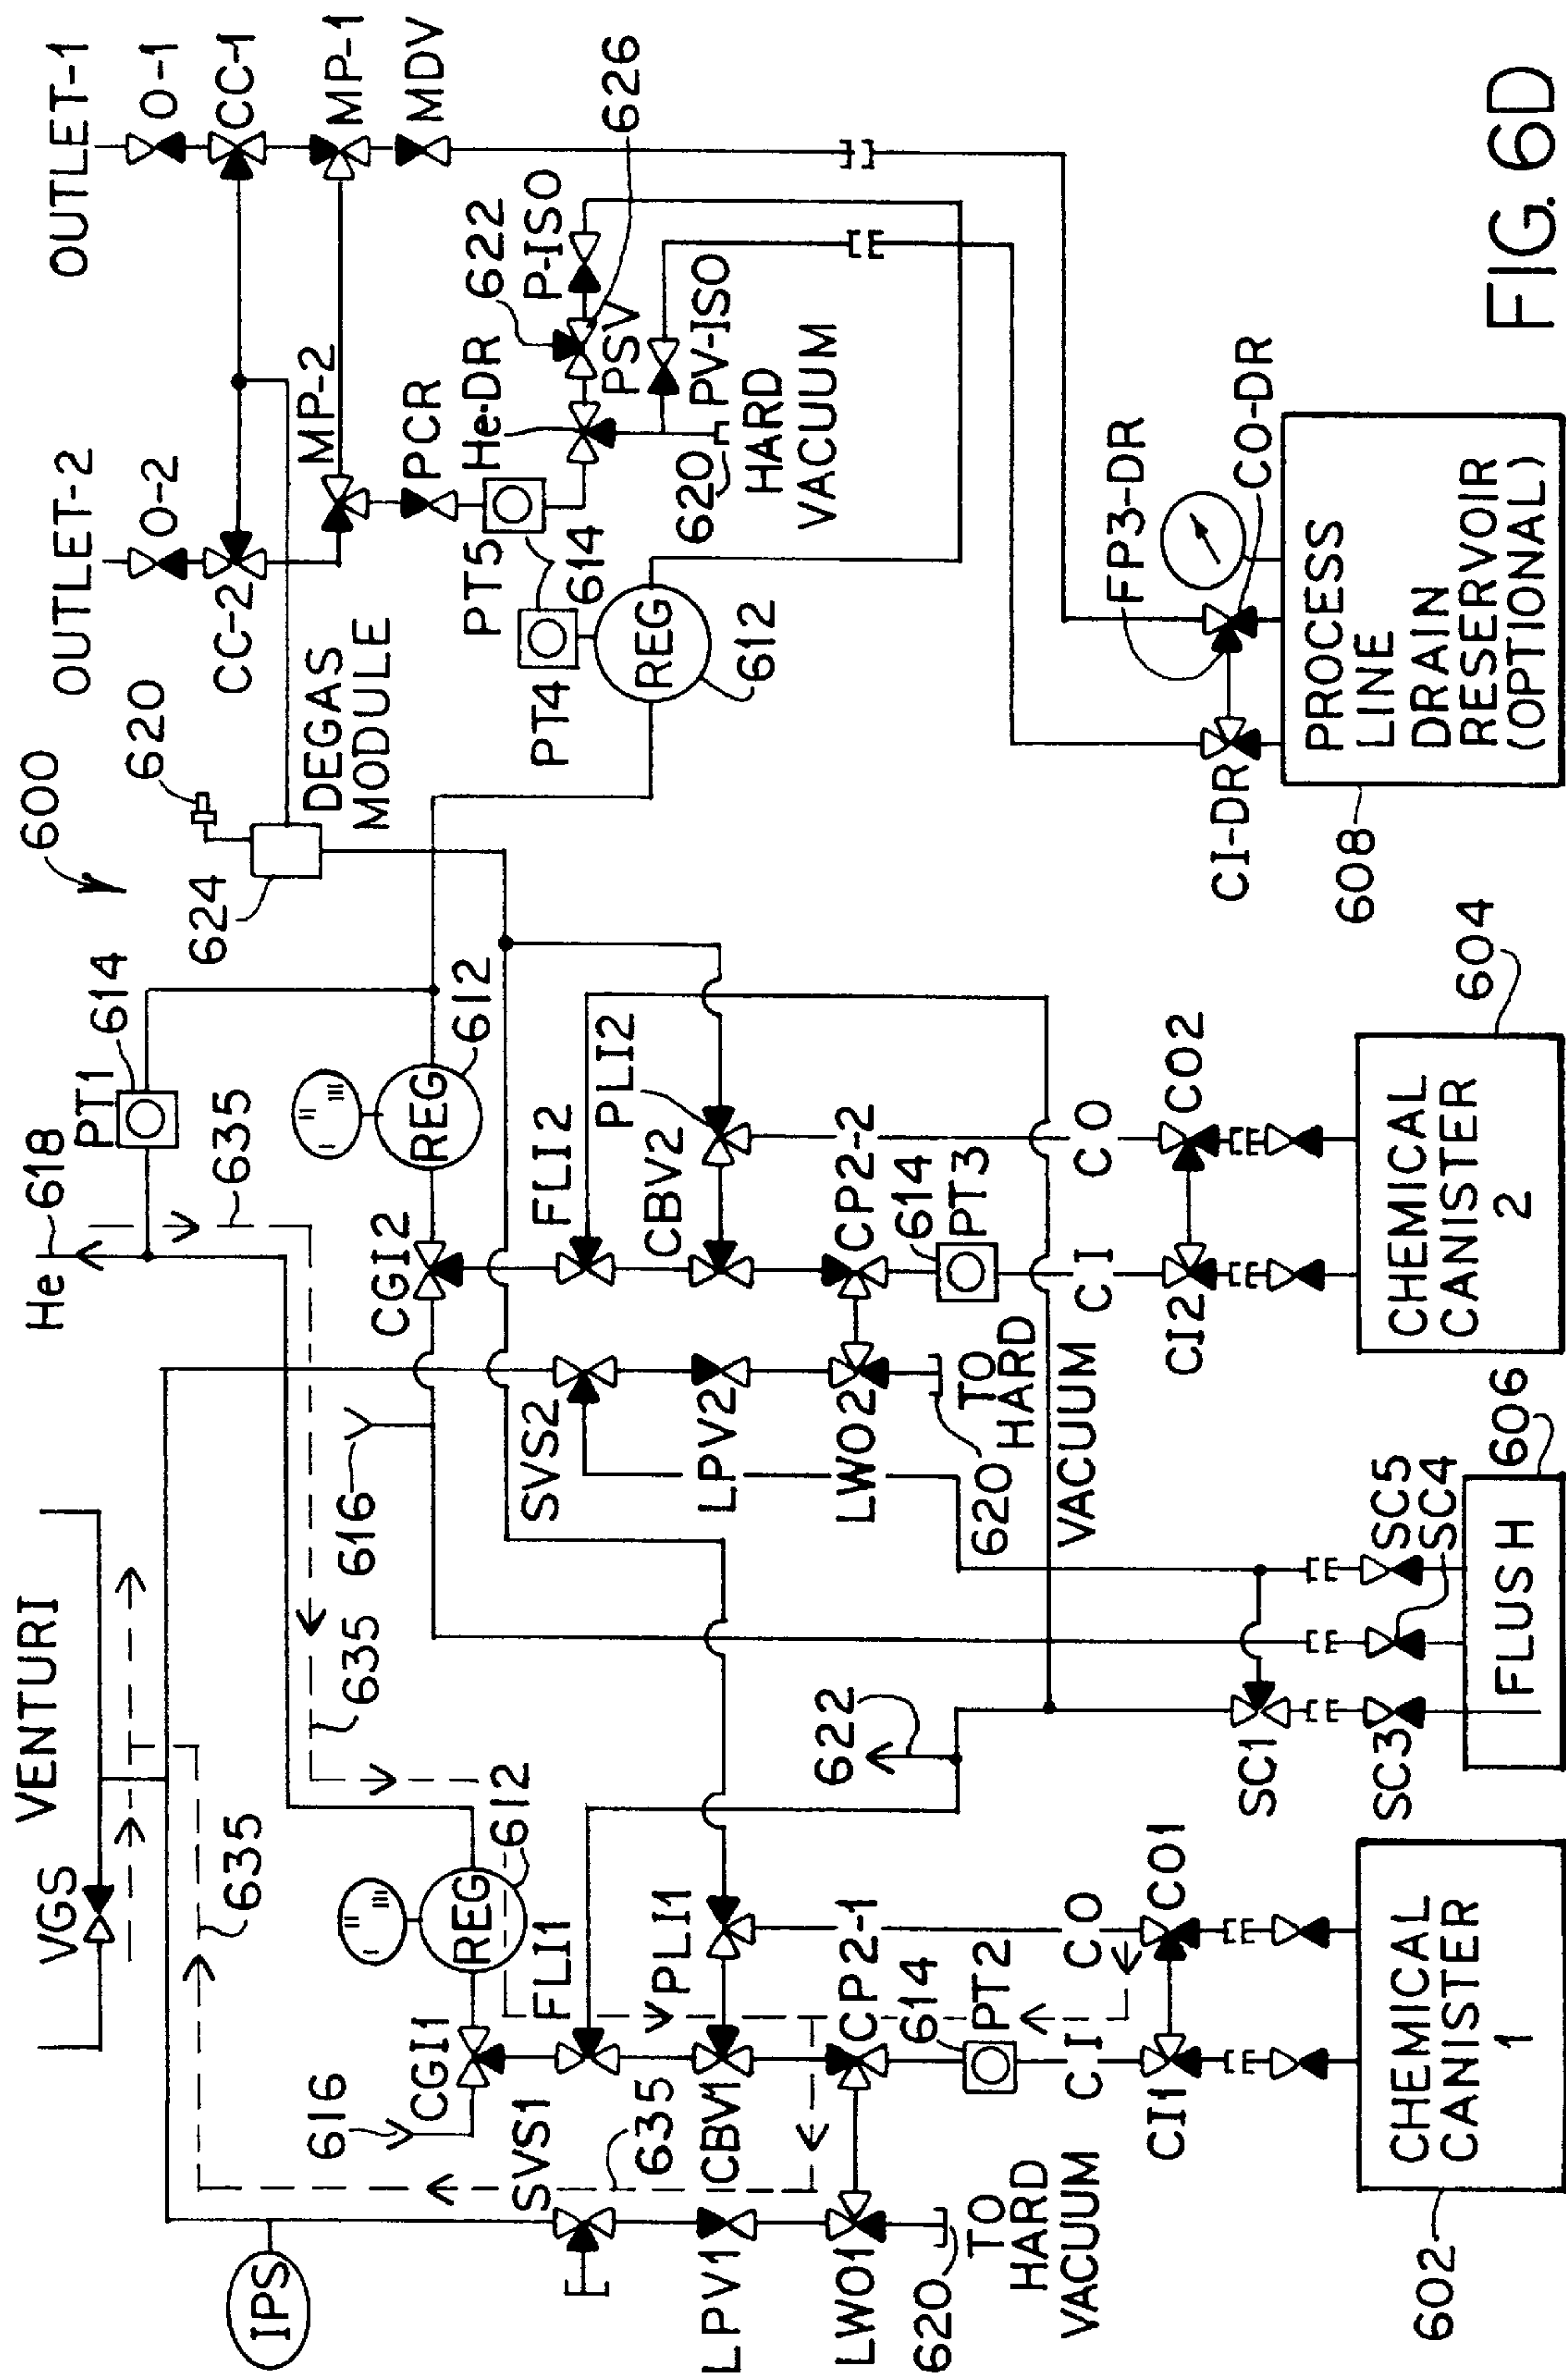 FIG. 6D
600
VENTURI
VGS
IPS
635
635
635
635
He
618
PT1
614
620
DEGAS
MODULE
624
OUTLET-2
O-2
CC-2
OUTLET-1
O-1
CC-1
MP-1
MDV
MP-2
PCR
He-DR
622
P-ISO
626
PSV
PV-ISO
PT5
614
PT4
REG
612
620
HARD
VACUUM
616
CGI1
REG
612
FLI1
SVS1
PLI1
CBV1
LPV1
CP2-1
LWO1
614
PT2
620
TO
HARD
VACUUM
CI
CO
CI1
CO1
CHEMICAL
CANISTER
1
602
616
CGI2
REG
612
FLI2
SVS2
PLI2
CBV2
LPV2
CP2-2
LWO2
614
PT3
620
TO
HARD
VACUUM
CI
CO
CI2
CO2
CHEMICAL
CANISTER
2
604
622
SC1
SC3
SC5
SC4
FLUSH
606
FP3-DR
CO-DR
CI-DR
PROCESS
LINE
DRAIN
RESERVOIR
(OPTIONAL)
608